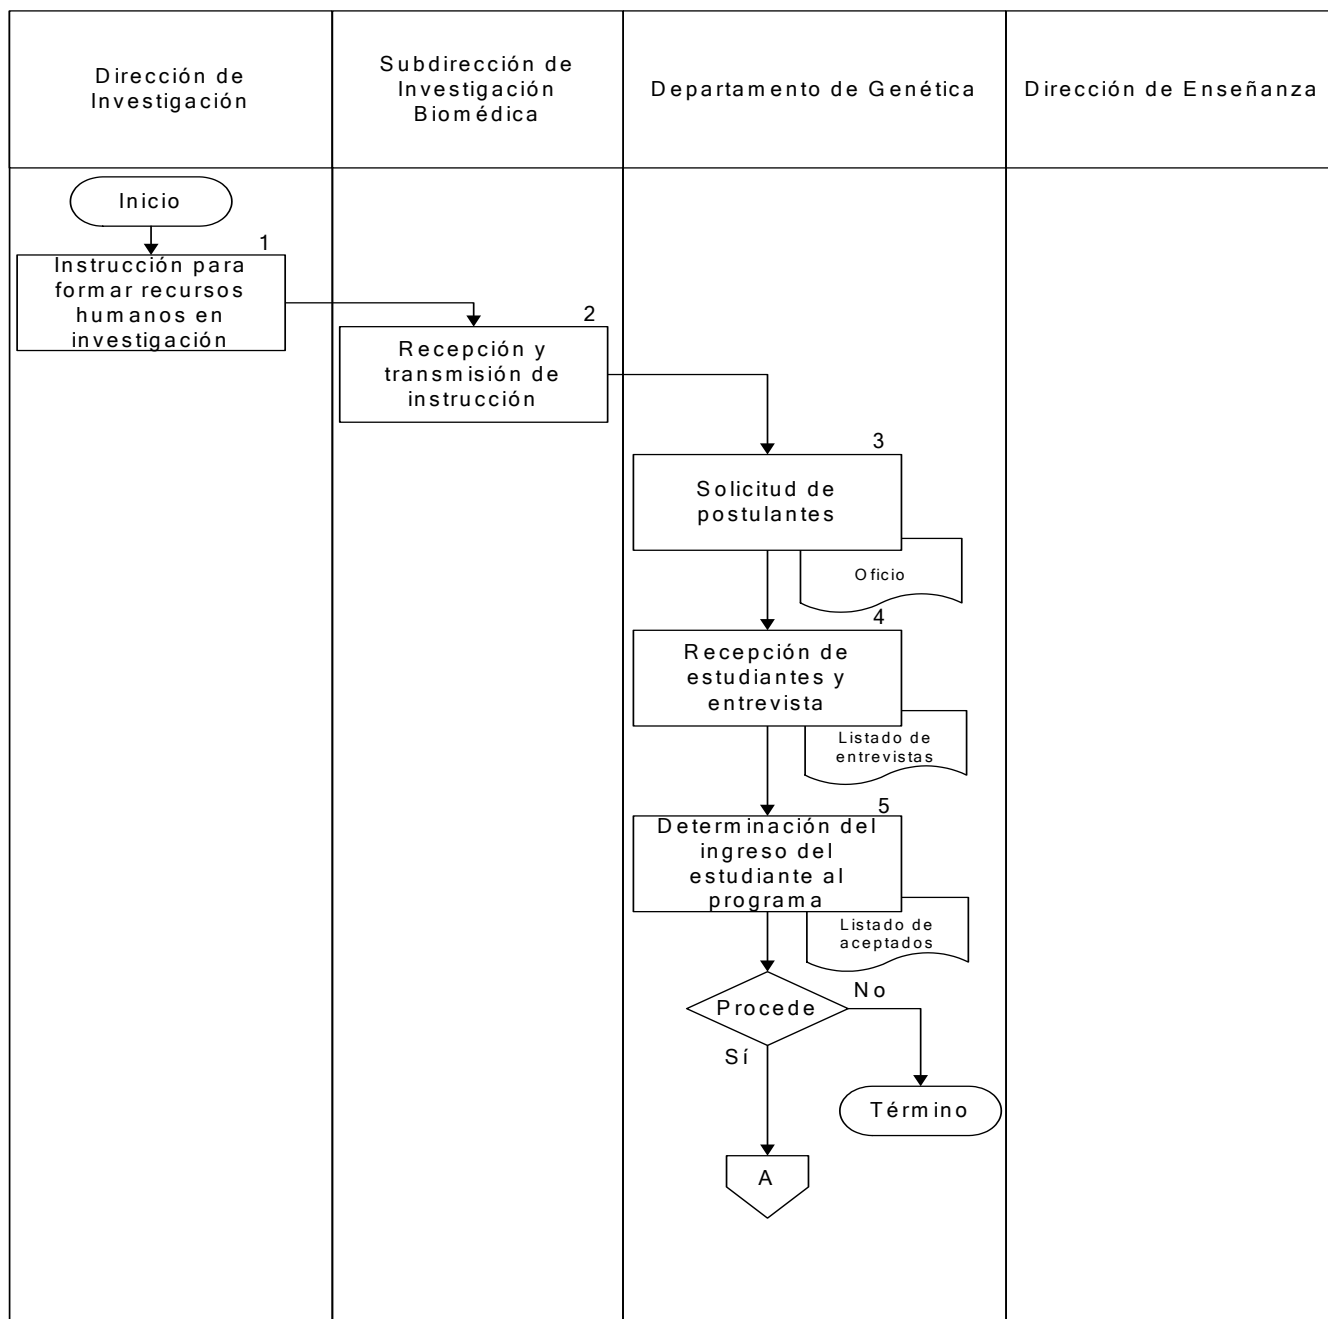 Dirección de
Investigación
Subdirección de
Investigación
Biomédica
Departamento de Genética
Dirección de Enseñanza
Inicio
1
Instrucción para
formar recursos
humanos en
investigación
2
Recepción y
transmisión de
instrucción
3
Solicitud de
postulantes
Oficio
4
Recepción de
estudiantes y
entrevista
Listado de
entrevistas
5
Determinación del
ingreso del
estudiante al
programa
Listado de
aceptados
Procede
No
Sí
Término
A